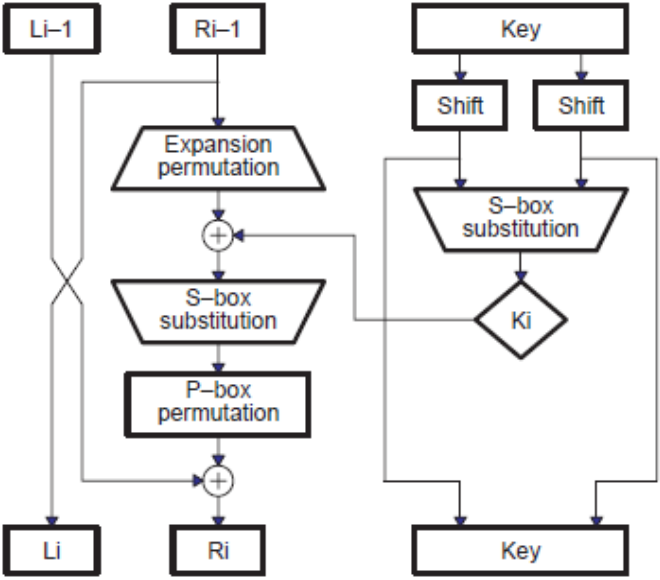 Li–1
Ri–1
Key
Shift
Shift
Expansion
permutation
S–box
substitution
+
S–box
substitution
Ki
P–box
permutation
+
Li
Ri
Key